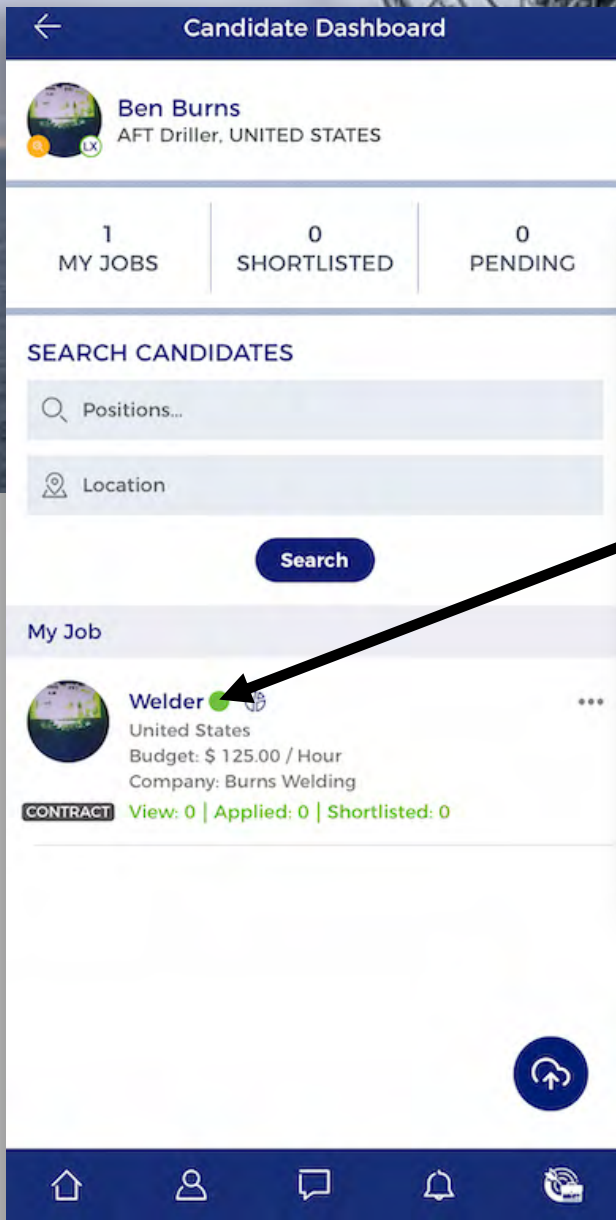 Candidate Dashboard
Ben Burns
LX
AFT Driller, UNITED STATES
1
MY JOBS
0
SHORTLISTED
0
PENDING
SEARCH CANDIDATES
Positions...
Location
Search
My Job
Welder
United States
Budget: $ 125.00 / Hour
Company: Burns Welding
CONTRACT
View: 0 | Applied: 0 | Shortlisted: 0